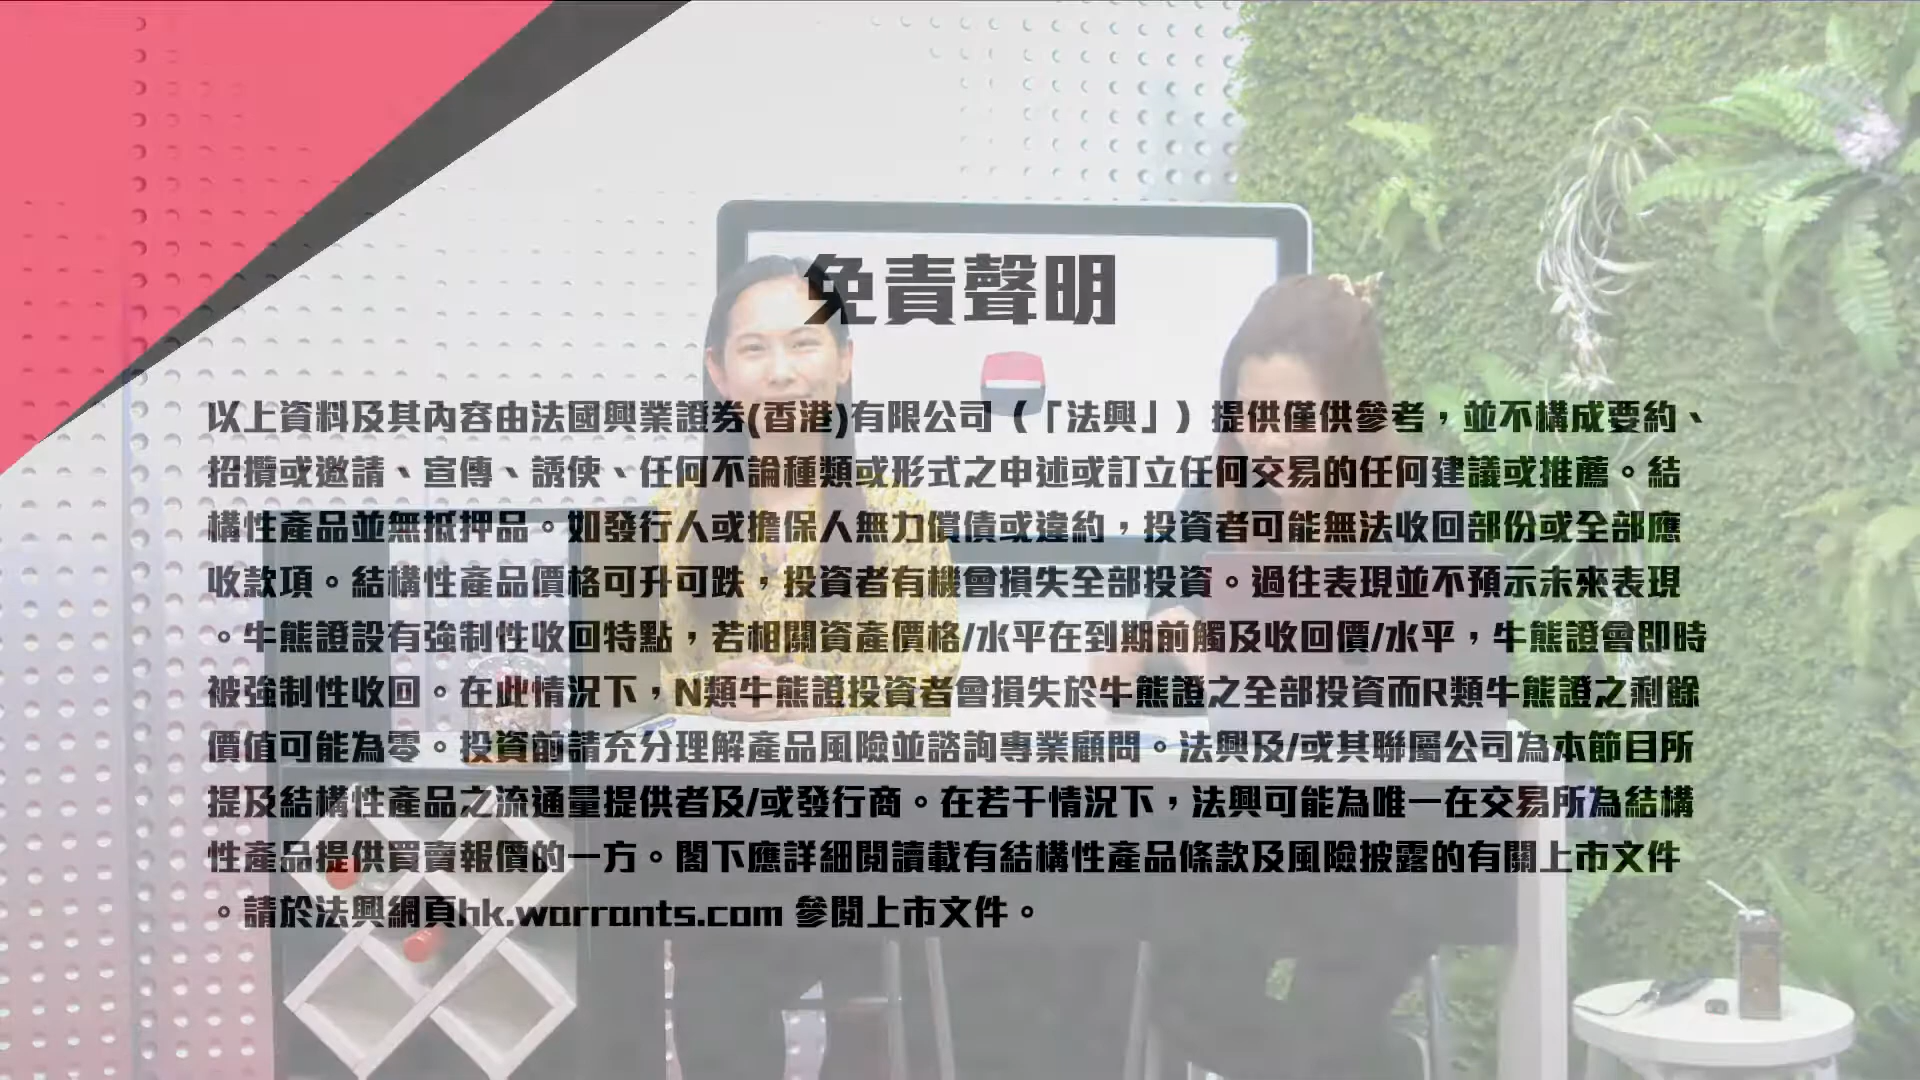 免責聲明
以上資料及其內容由法國興業證券(香港)有限公司（「法興」）提供僅供參考，並不構成要約、
招攬或邀請、宣傳、誘使、任何不論種類或形式之申述或訂立任何交易的任何建議或推薦。結
構性產品並無抵押品。如發行人或擔保人無力償債或違約，投資者可能無法收回部份或全部應
收款項。結構性產品價格可升可跌，投資者有機會損失全部投資。過往表現並不預示未來表現
。牛熊證設有強制性收回特點，若相關資產價格/水平在到期前觸及收回價/水平，牛熊證會即時
被強制性收回。在此情況下，N類牛熊證投資者會損失於牛熊證之全部投資而R類牛熊證之剩餘
價值可能為零。投資前請充分理解產品風險並諮詢專業顧問。法興及/或其聯屬公司為本節目所
提及結構性產品之流通量提供者及/或發行商。在若干情況下，法興可能為唯一在交易所為結構
性產品提供買賣報價的一方。閣下應詳細閱讀載有結構性產品條款及風險披露的有關上市文件
。請於法興網頁hk.warrants.com 參閱上市文件。